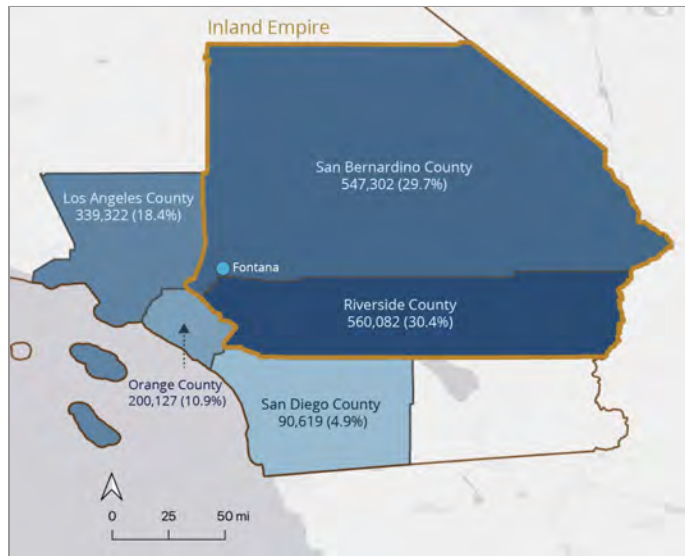 Inland Empire
San Bernardino County
547,302 (29.7%)
Los Angeles County
339,322 (18.4%)
Fontana
Riverside County
560,082 (30.4%)
Orange County
200,127 (10.9%)
San Diego County
90,619 (4.9%)
0 25 50 mi